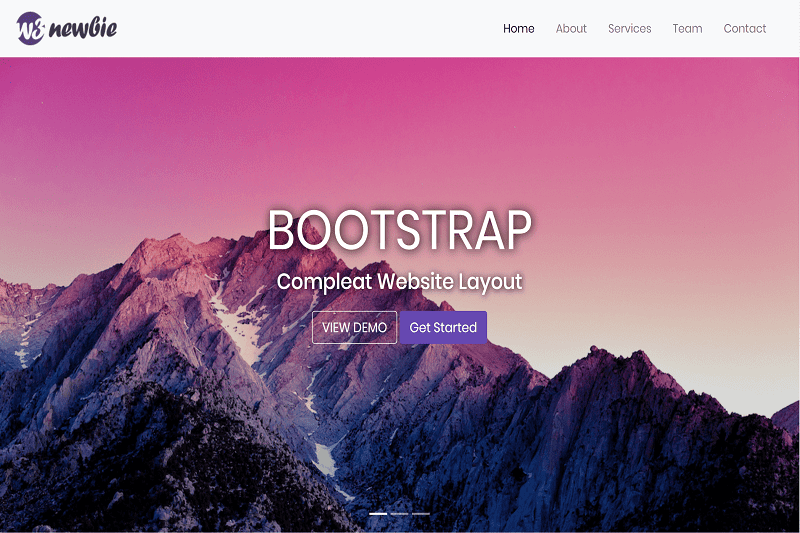 W3 newbie
Home About Services Team Contact
BOOTSTRAP
Compleat Website Layout
VIEW DEMO Get Started